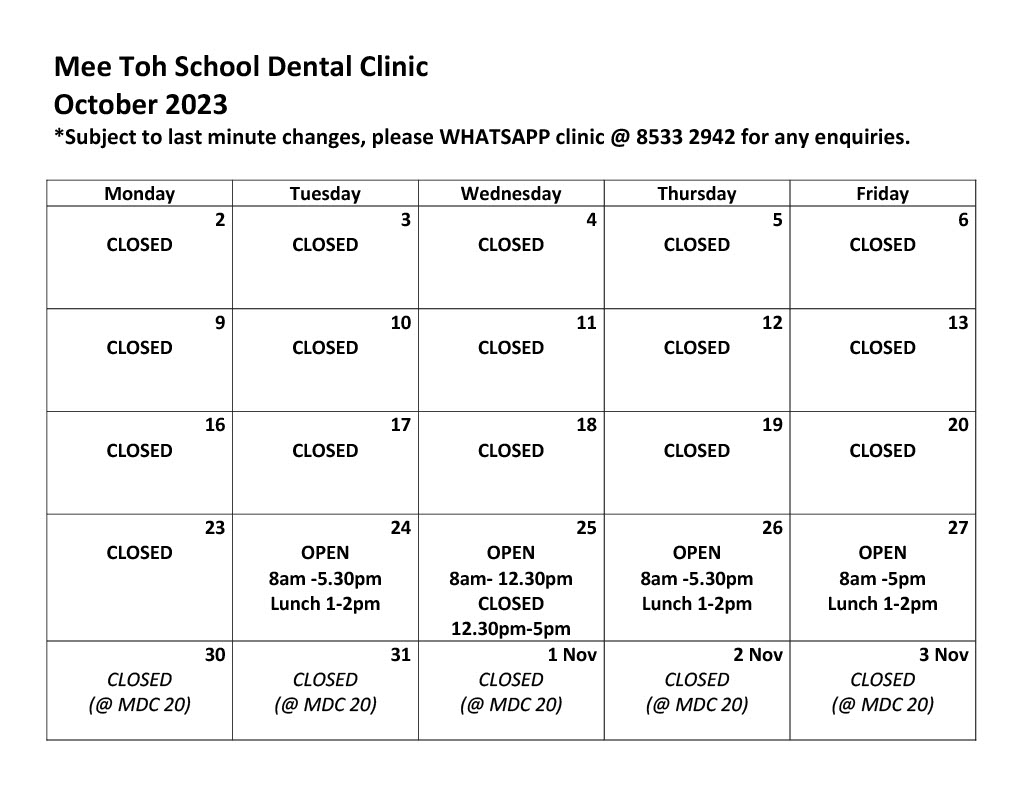 Mee Toh School Dental Clinic
October 2023
*Subject to last minute changes, please WHATSAPP clinic @ 8533 2942 for any enquiries.
Monday Tuesday Wednesday Thursday Friday
2 3 4 5 6
CLOSED CLOSED CLOSED CLOSED CLOSED
9 10 11 12 13
CLOSED CLOSED CLOSED CLOSED CLOSED
16 17 18 19 20
CLOSED CLOSED CLOSED CLOSED CLOSED
23 24 25 26 27
CLOSED OPEN OPEN OPEN OPEN
8am -5.30pm 8am- 12.30pm 8am -5.30pm 8am -5pm
Lunch 1-2pm CLOSED Lunch 1-2pm Lunch 1-2pm
12.30pm-5pm
30 31 1 Nov 2 Nov 3 Nov
CLOSED CLOSED CLOSED CLOSED CLOSED
(@ MDC 20) (@ MDC 20) (@ MDC 20) (@ MDC 20) (@ MDC 20)